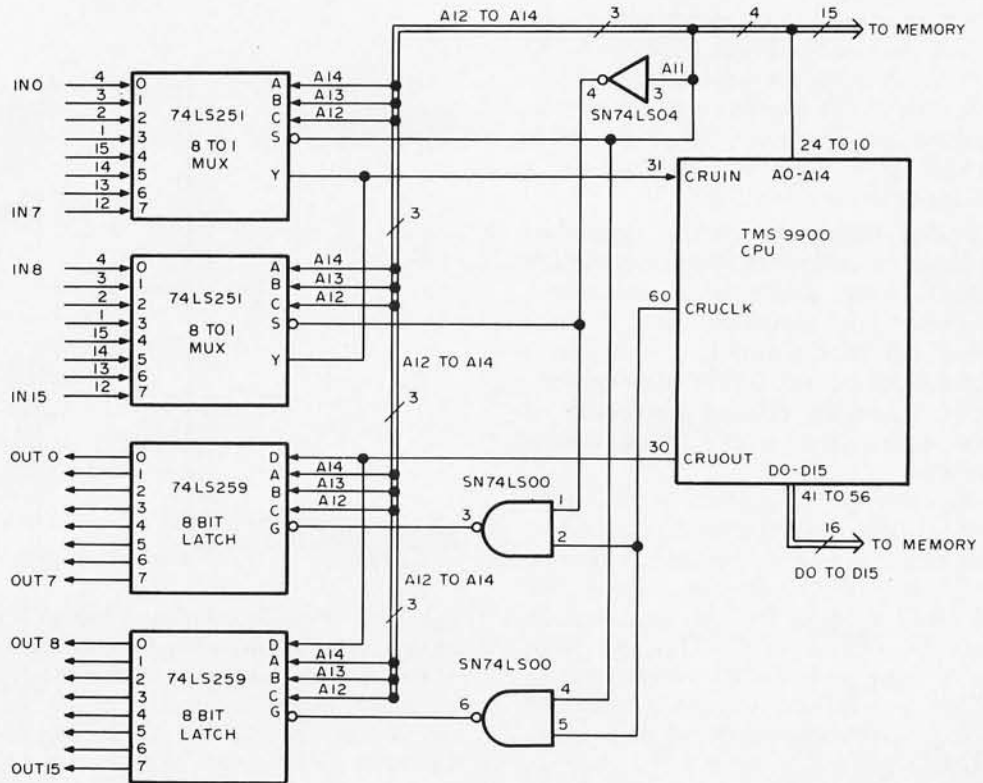 A12 TO A14
3
4
15
TO MEMORY
A11
4
3
SN74LS04
IN0
4
3
2
1
15
14
13
12
IN7
0
1
2
3
4
5
6
7
74LS251
8 TO 1
MUX
A
B
C
S
Y
A14
A13
A12
31
CRUIN
24 TO 10
A0-A14
TMS 9900
CPU
60
CRUCLK
30
CRUOUT
D0-D15
41 TO 56
16
TO MEMORY
D0 TO D15
3
IN8
4
3
2
1
15
14
13
12
IN15
0
1
2
3
4
5
6
7
74LS251
8 TO 1
MUX
A
B
C
S
Y
A14
A13
A12
A12 TO A14
3
OUT 0
OUT 7
0
1
2
3
4
5
6
7
74LS259
8 BIT
LATCH
D
A
B
C
G
A14
A13
A12
SN74LS00
3
1
2
A12 TO A14
3
OUT 8
OUT15
0
1
2
3
4
5
6
7
74LS259
8 BIT
LATCH
D
A
B
C
G
A14
A13
A12
SN74LS00
6
4
5